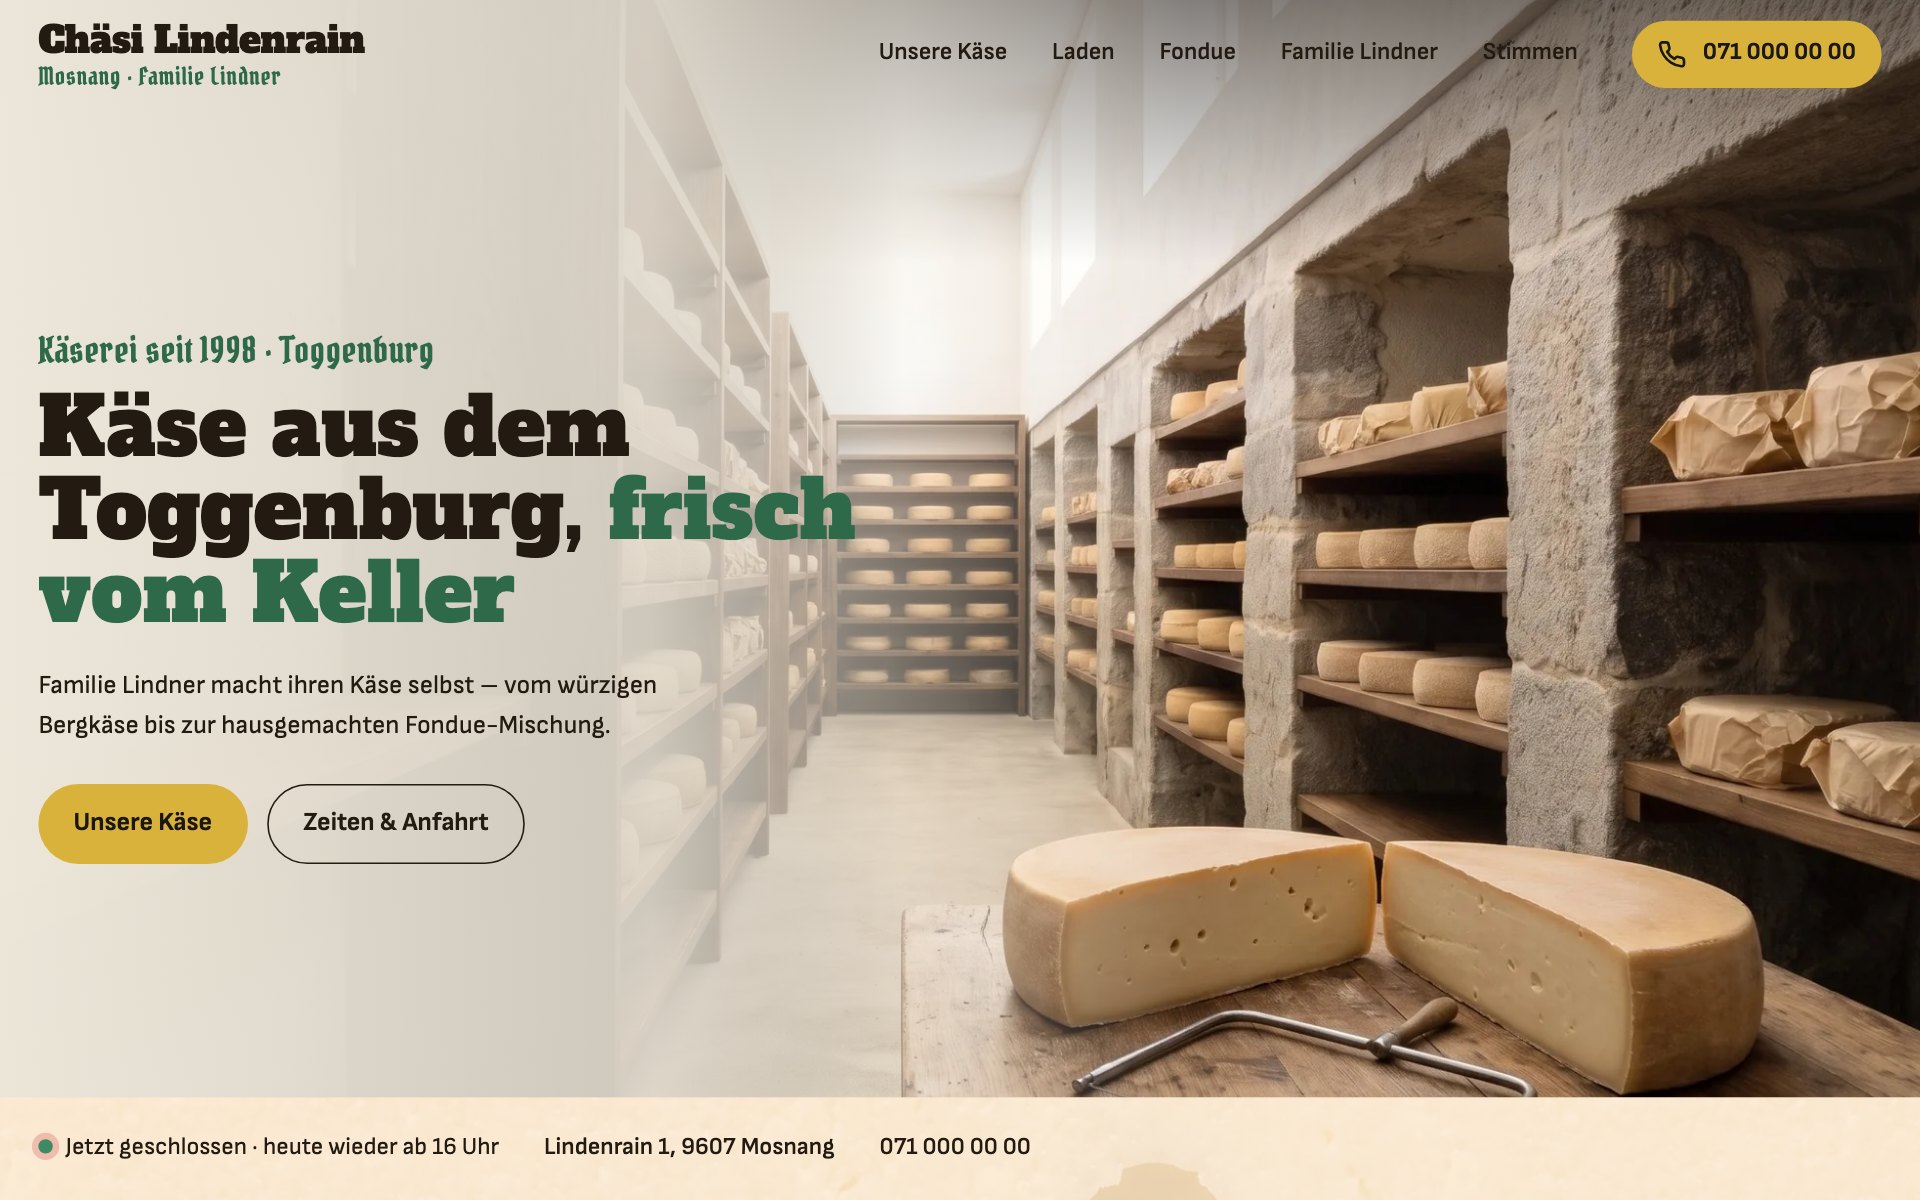 Chäsi Lindenrain
Mosnang · Familie Lindner
Unsere Käse
Laden
Fondue
Familie Lindner
Stimmen
071 000 00 00
Käserei seit 1998 · Toggenburg
Käse aus dem
Toggenburg, frisch
vom Keller
Familie Lindner macht ihren Käse selbst – vom würzigen
Bergkäse bis zur hausgemachten Fondue-Mischung.
Unsere Käse
Zeiten & Anfahrt
Jetzt geschlossen · heute wieder ab 16 Uhr
Lindenrain 1, 9607 Mosnang
071 000 00 00